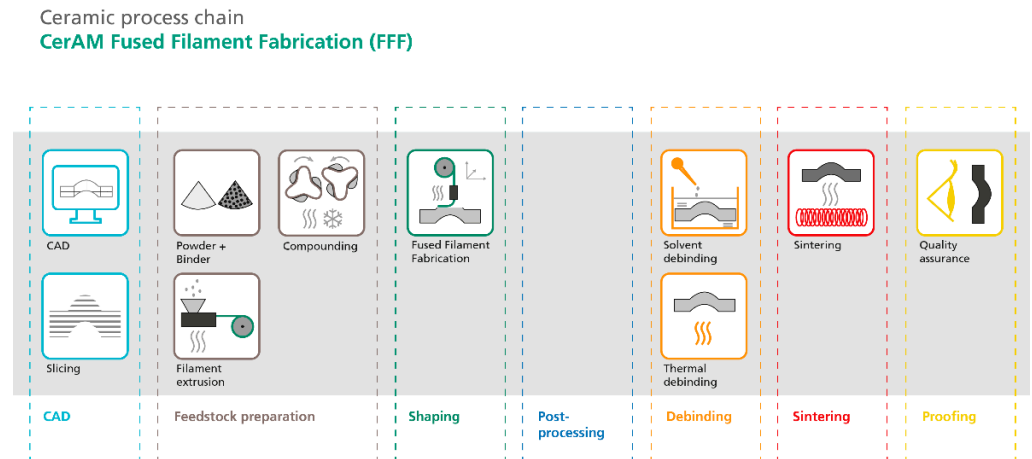 Ceramic process chain
CerAM Fused Filament Fabrication (FFF)
CAD
Powder +
Binder
Compounding
Fused Filament
Fabrication
Solvent
debinding
Sintering
Quality
assurance
Slicing
Filament
extrusion
Thermal
debinding
CAD
Feedstock preparation
Shaping
Post-
processing
Debinding
Sintering
Proofing